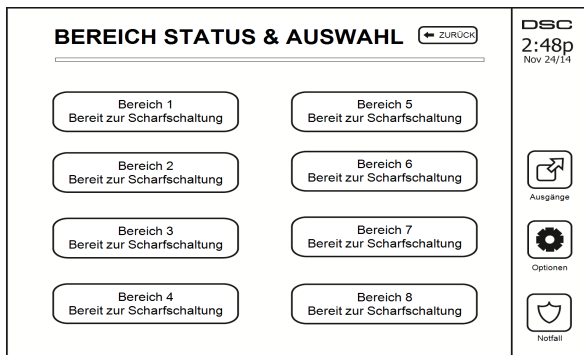 BEREICH STATUS & AUSWAHL
ZURÜCK
DSC
2:48p
Nov 24/14
Bereich 1
Bereit zur Scharfschaltung
Bereich 5
Bereit zur Scharfschaltung
Bereich 2
Bereit zur Scharfschaltung
Bereich 6
Bereit zur Scharfschaltung
Bereich 3
Bereit zur Scharfschaltung
Bereich 7
Bereit zur Scharfschaltung
Bereich 4
Bereit zur Scharfschaltung
Bereich 8
Bereit zur Scharfschaltung
Ausgänge
Optionen
Notfall